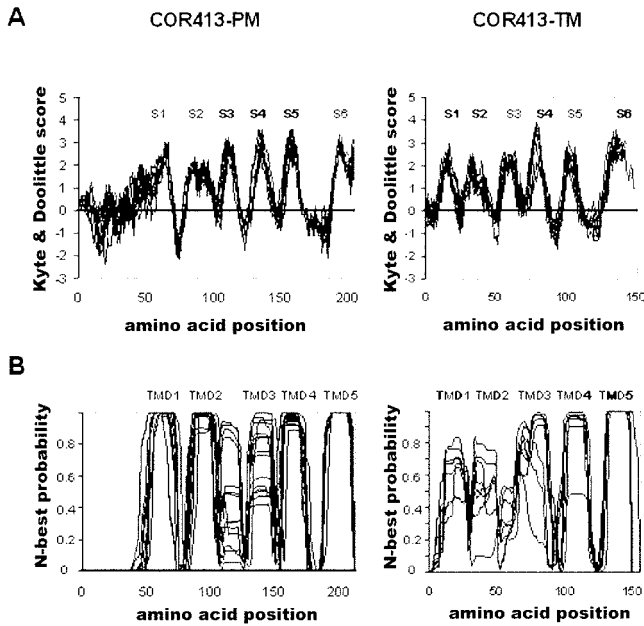 A
COR413-PM
COR413-TM
Kyte & Doolittle score
5
4
3
2
1
0
-1
-2
-3
S1 S2 S3 S4 S5 S6
0 50 100 150 200
amino acid position
Kyte & Doolittle score
5
4
3
2
1
0
-1
-2
-3
S1 S2 S3 S4 S5 S6
0 50 100 150
amino acid position
B
N-best probability
0.8
0.6
0.4
0.2
0
TMD1 TMD2 TMD3 TMD4 TMD5
0 50 100 150 200
amino acid position
N-best probability
0.8
0.6
0.4
0.2
0
TMD1 TMD2 TMD3 TMD4 TMD5
0 50 100 150
amino acid position